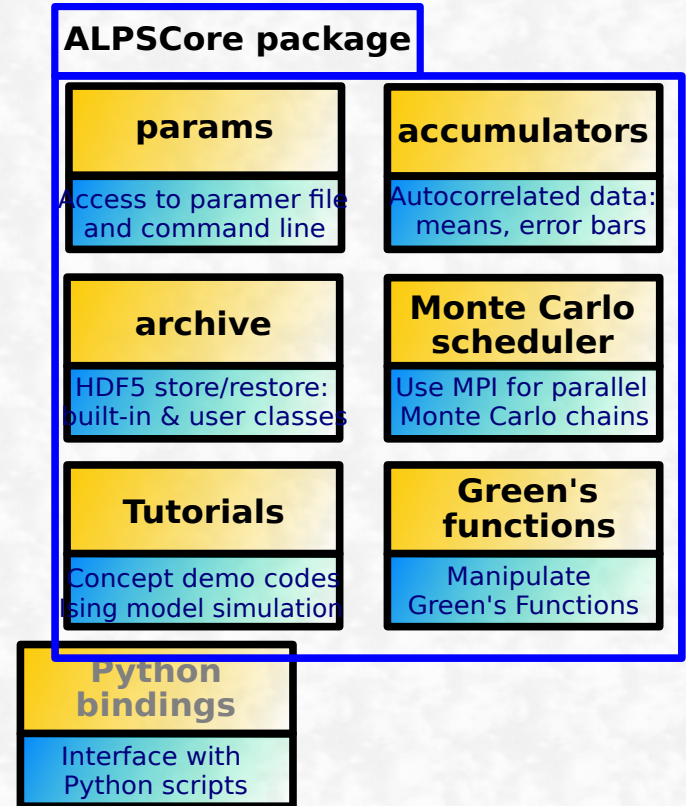 ALPSCore package
params
Access to paramer file
and command line
accumulators
Autocorrelated data:
means, error bars
archive
HDF5 store/restore:
built-in & user classes
Monte Carlo
scheduler
Use MPI for parallel
Monte Carlo chains
Tutorials
Concept demo codes
Ising model simulation
Green's
functions
Manipulate
Green's Functions
Python
bindings
Interface with
Python scripts